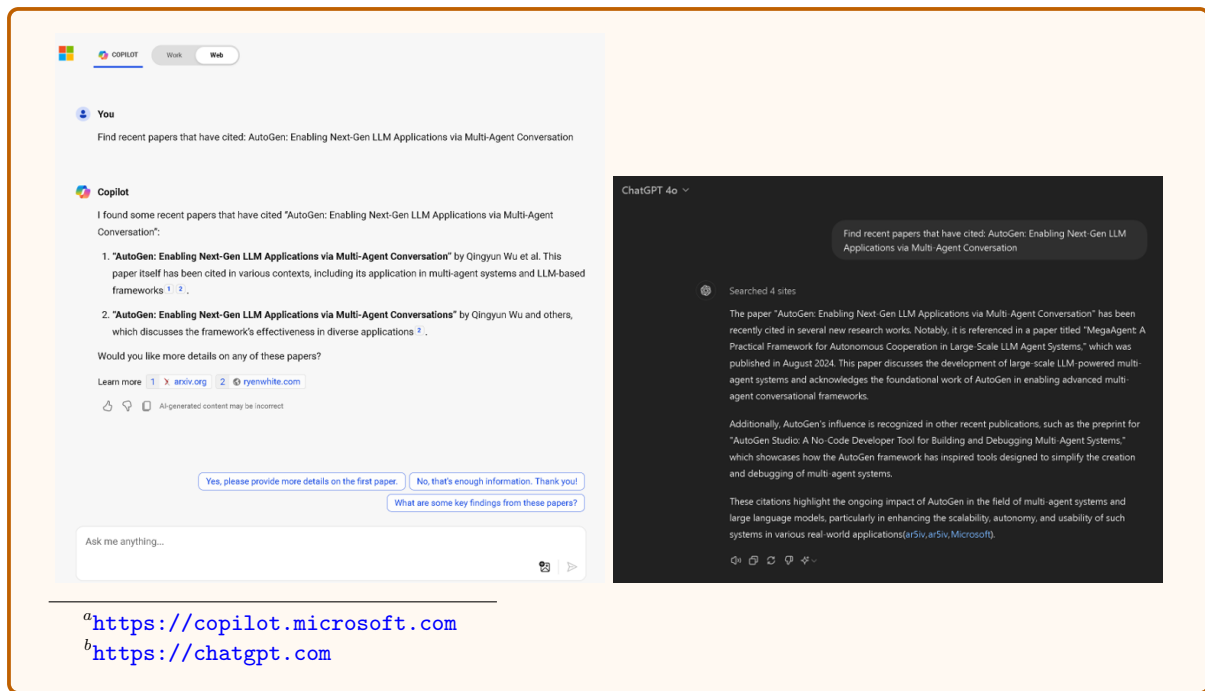 COPILOT Work Web
You
Find recent papers that have cited: AutoGen: Enabling Next-Gen LLM Applications via Multi-Agent Conversation
Copilot
I found some recent papers that have cited "AutoGen: Enabling Next-Gen LLM Applications via Multi-Agent
Conversation":
1. "AutoGen: Enabling Next-Gen LLM Applications via Multi-Agent Conversation" by Qingyun Wu et al. This
paper itself has been cited in various contexts, including its application in multi-agent systems and LLM-based
frameworks 1 2 .
2. "AutoGen: Enabling Next-Gen LLM Applications via Multi-Agent Conversations" by Qingyun Wu and others,
which discusses the framework's effectiveness in diverse applications 2 .
Would you like more details on any of these papers?
Learn more 1 arxiv.org 2 ryenwhite.com
AI-generated content may be incorrect
Yes, please provide more details on the first paper. No, that's enough information. Thank you!
What are some key findings from these papers?
Ask me anything...
ChatGPT 4o
Find recent papers that have cited: AutoGen: Enabling Next-Gen LLM
Applications via Multi-Agent Conversation
Searched 4 sites
The paper "AutoGen: Enabling Next-Gen LLM Applications via Multi-Agent Conversation" has been
recently cited in several new research works. Notably, it is referenced in a paper titled "MegaAgent: A
Practical Framework for Autonomous Cooperation in Large-Scale LLM Agent Systems," which was
published in August 2024. This paper discusses the development of large-scale LLM-powered multi-
agent systems and acknowledges the foundational work of AutoGen in enabling advanced multi-
agent conversational frameworks.
Additionally, AutoGen's influence is recognized in other recent publications, such as the preprint for
"AutoGen Studio: A No-Code Developer Tool for Building and Debugging Multi-Agent Systems,"
which showcases how the AutoGen framework has inspired tools designed to simplify the creation
and debugging of multi-agent systems.
These citations highlight the ongoing impact of AutoGen in the field of multi-agent systems and
large language models, particularly in enhancing the scalability, autonomy, and usability of such
systems in various real-world applications(ar5iv,ar5iv,Microsoft).
a https://copilot.microsoft.com
b https://chatgpt.com